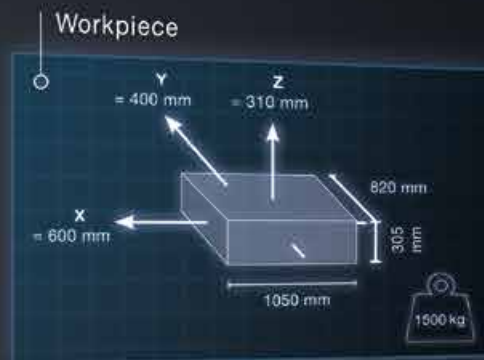 Workpiece
Y
= 400 mm
Z
= 310 mm
820 mm
X
= 600 mm
305
mm
1050 mm
1500 kg